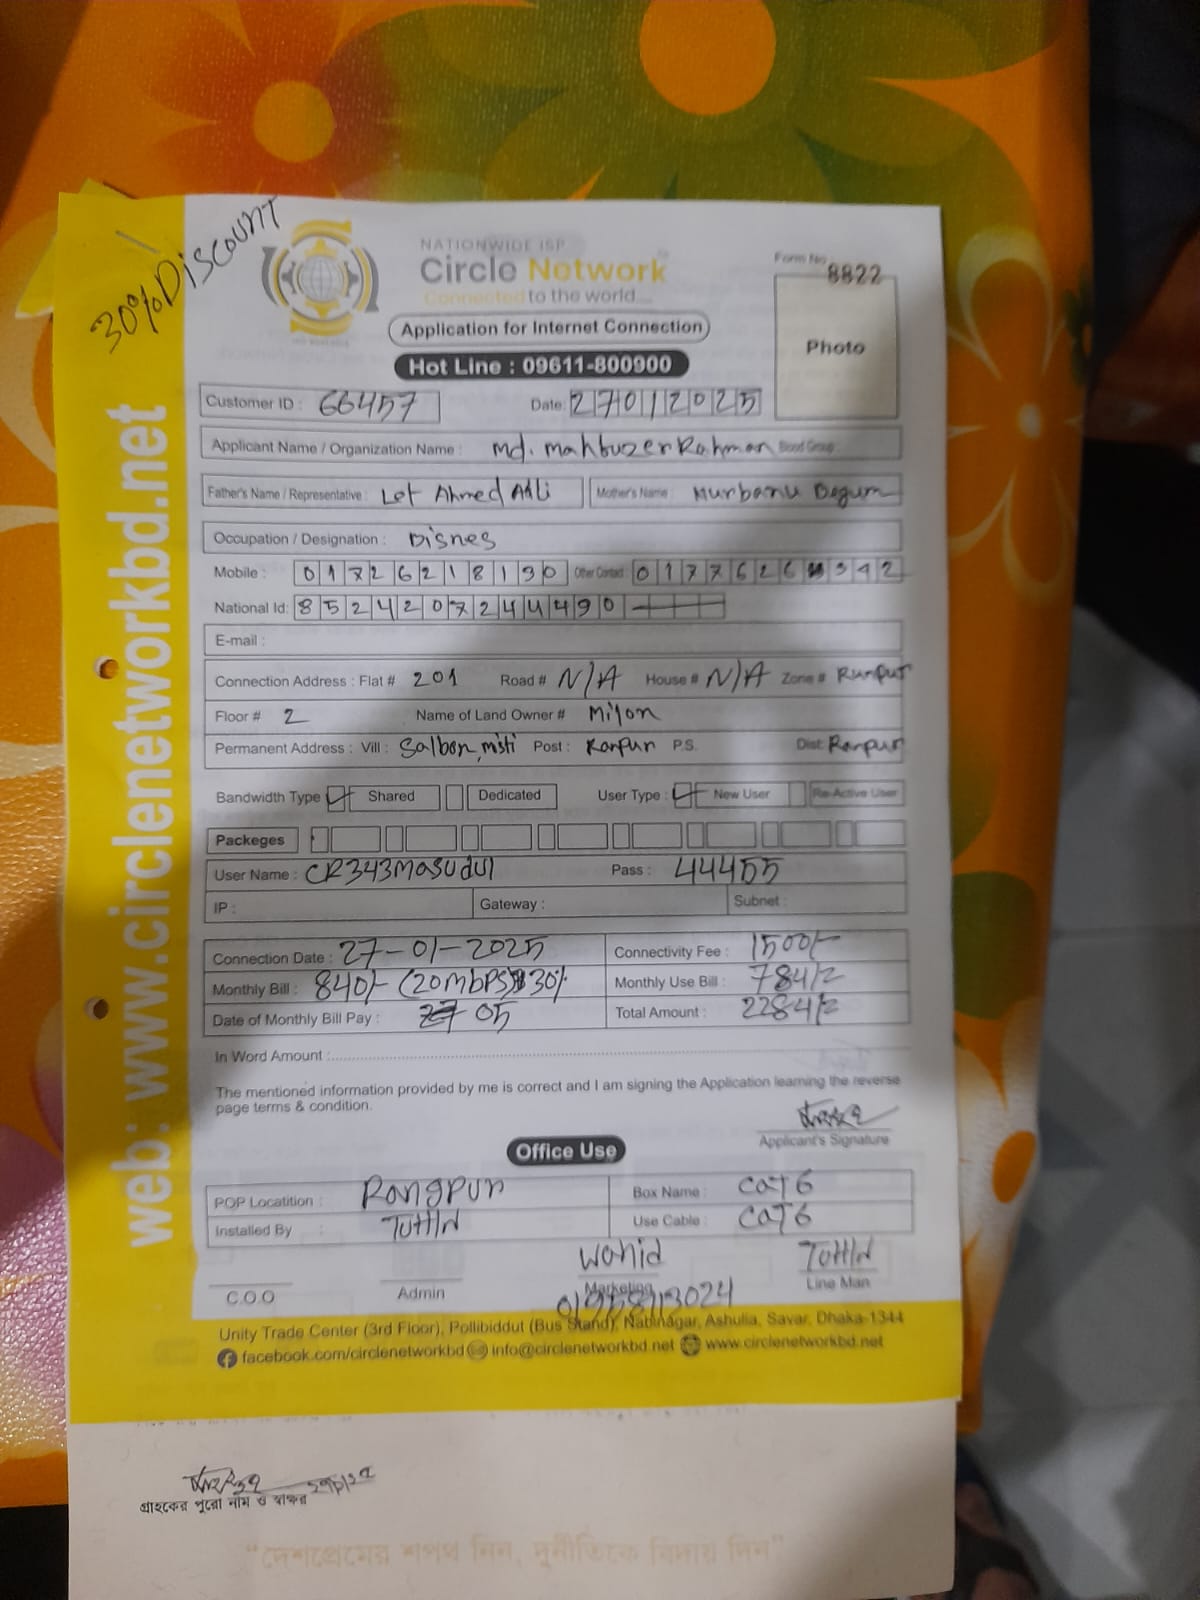 30% DISCOUNT
NATIONWIDE ISP
Circle Network
Connected to the world....
Application for Internet Connection
Hot Line : 09611-800900
Form No 8822
Photo
Customer ID : 66457 Date: 27012025
Applicant Name / Organization Name : md. mahbuzer Rahman Blood Group :
Father's Name / Representative : Let Ahmed Alli Mother's Name : Nurbanu Begum
Occupation / Designation : Bisnes
Mobile : 01726218190 Other Contact : 0177626 342
National Id: 8524207244490
E-mail :
Connection Address : Flat # 201 Road # N/A House # N/A Zone # Runpur
Floor # 2 Name of Land Owner # Milon
Permanent Address : Vill : Salbon, misti Post : Ranpur P.S. Dist: Ranpur
Bandwidth Type Shared Dedicated User Type : New User Re-Active User
Packeges
User Name : CR343masudul Pass : 44455
IP : Gateway : Subnet :
Connection Date : 27-01-2025 Connectivity Fee : 1500/-
Monthly Bill : 840/- (20mbps) 30% Monthly Use Bill : 784/=
Date of Monthly Bill Pay : 05 Total Amount : 2284/=
In Word Amount :
The mentioned information provided by me is correct and I am signing the Application learning the reverse
page terms & condition.
Applicant's Signature
Office Use
POP Locatition : Rongpur Box Name : CAT6
Installed By : TUHIN Use Cable : CAT6
Wahid TUHIN
C.O.O Admin Marketing Line Man
Unity Trade Center (3rd Floor), Pollibiddut (Bus Stand), Nabinagar, Ashulia, Savar, Dhaka-1344
facebook.com/circlenetworkbd info@circlenetworkbd.net www.circlenetworkbd.net
web: www.circlenetworkbd.net
গ্রাহকের পুরো নাম ও স্বাক্ষর
"দেশপ্রেমের শপথ নিন, দুর্নীতিকে বিদায় দিন"